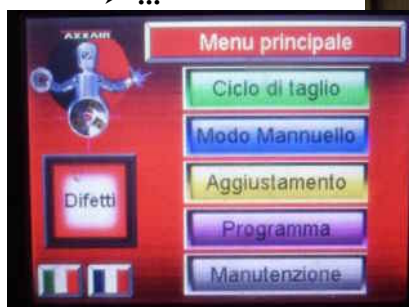 AXXAIR
Menu principale
Ciclo di taglio
Modo Mannuello
Aggiustamento
Difetti
Programma
Manutenzione